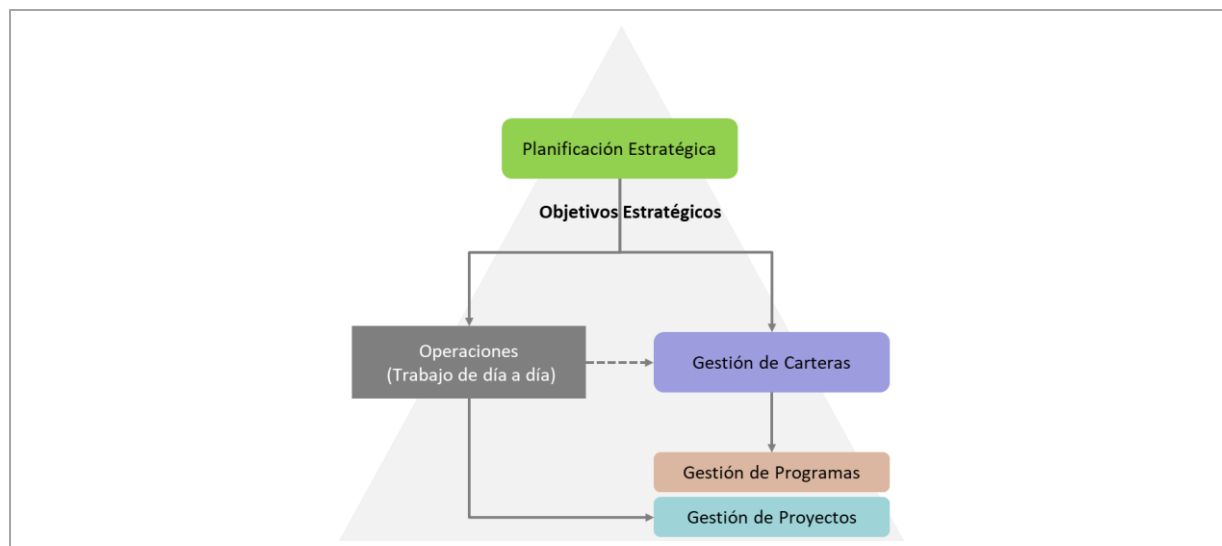 Planificación Estratégica
Objetivos Estratégicos
Operaciones
(Trabajo de día a día)
Gestión de Carteras
Gestión de Programas
Gestión de Proyectos